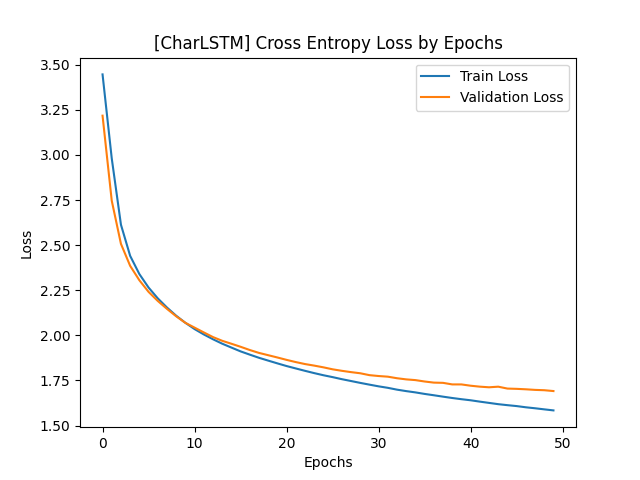 [CharLSTM] Cross Entropy Loss by Epochs
3.50
3.25
3.00
2.75
2.50
2.25
2.00
1.75
1.50
Loss
Train Loss
Validation Loss
0 10 20 30 40 50
Epochs